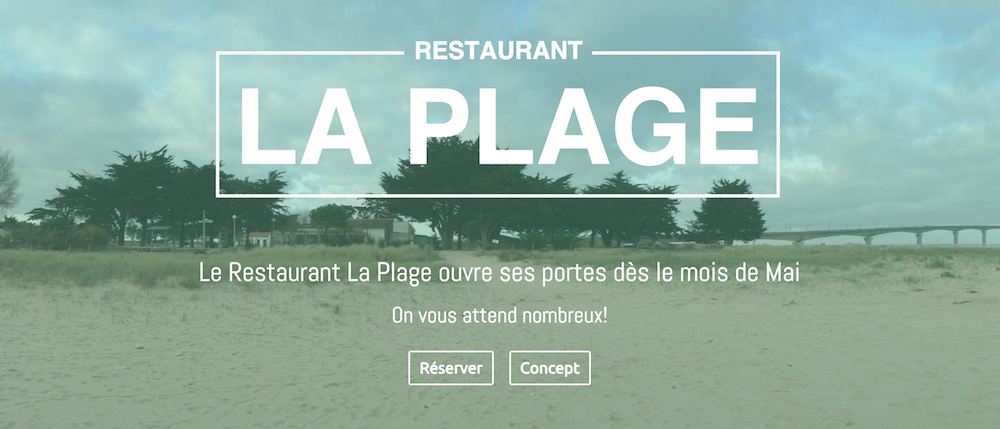 RESTAURANT
LA PLAGE
Le Restaurant La Plage ouvre ses portes dès le mois de Mai
On vous attend nombreux!
Réserver Concept